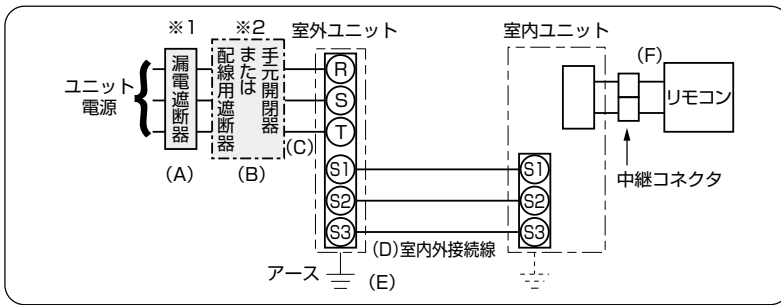 ※1
※2
室外ユニット
室内ユニット
ユニット
電源
漏電遮断器
手元開閉器
または
配線用遮断器
R
S
T
S1
S2
S3
(A)
(B)
(C)
(D)室内外接続線
アース
(E)
S1
S2
S3
(F)
リモコン
中継コネクタ